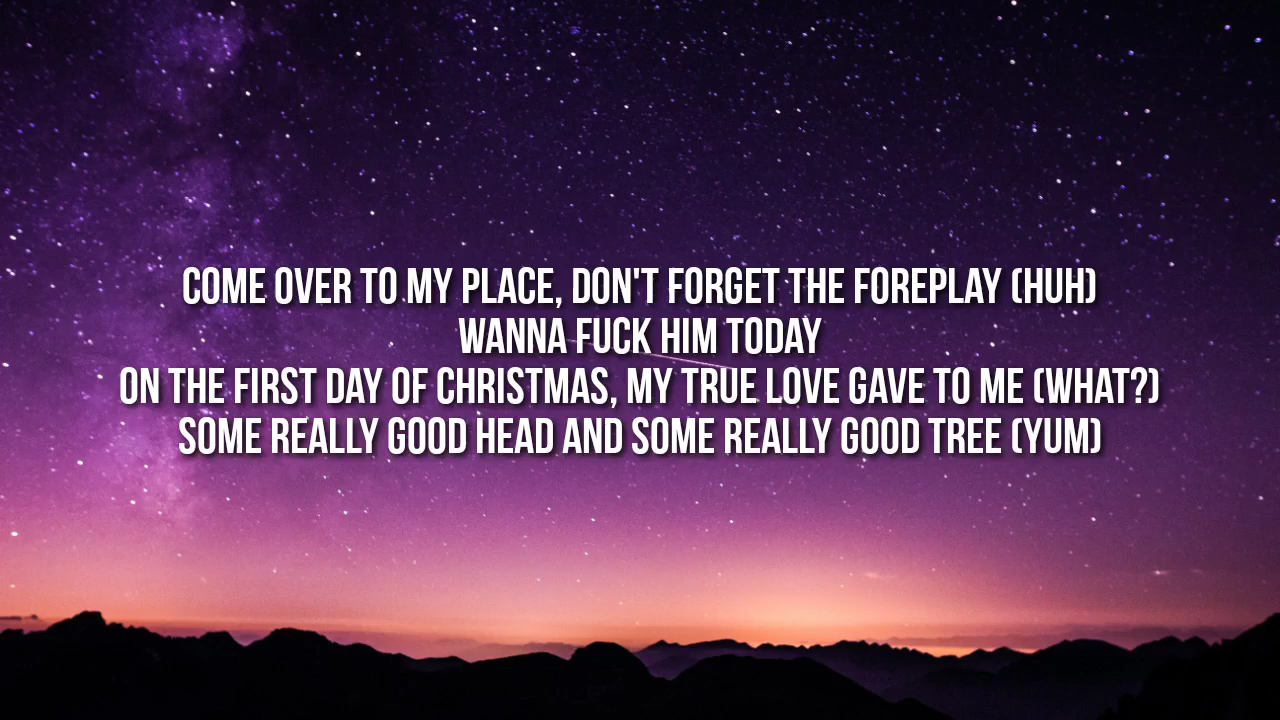 COME OVER TO MY PLACE, DON'T FORGET THE FOREPLAY (HUH)
WANNA FUCK HIM TODAY
ON THE FIRST DAY OF CHRISTMAS, MY TRUE LOVE GAVE TO ME (WHAT?)
SOME REALLY GOOD HEAD AND SOME REALLY GOOD TREE (YUM)